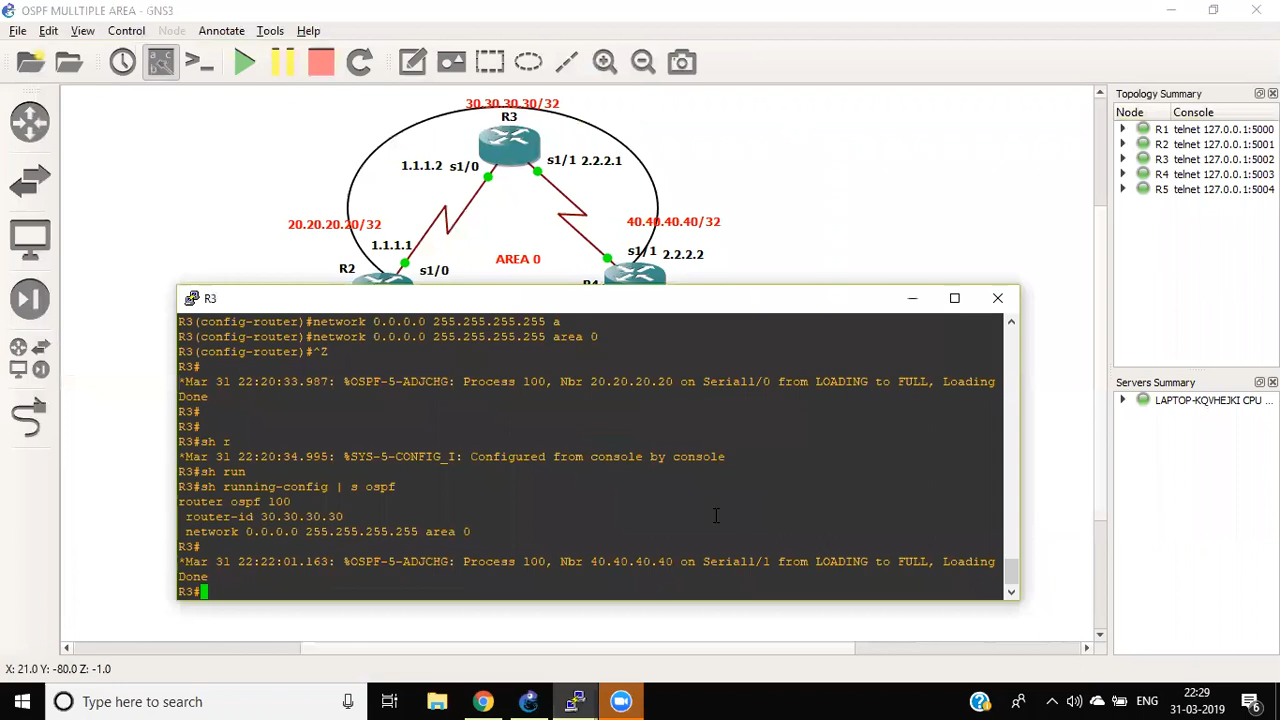 OSPF MULLTIPLE AREA - GNS3
File Edit View Control Node Annotate Tools Help
30.30.30.30/32
R3
1.1.1.2 s1/0
s1/1 2.2.2.1
20.20.20.20/32
40.40.40.40/32
1.1.1.1
s1/1 2.2.2.2
AREA 0
R2
s1/0
Topology Summary
Node Console
R1 telnet 127.0.0.1:5000
R2 telnet 127.0.0.1:5001
R3 telnet 127.0.0.1:5002
R4 telnet 127.0.0.1:5003
R5 telnet 127.0.0.1:5004
Servers Summary
LAPTOP-KQVHEJKI CPU ...
R3
R3(config-router)#network 0.0.0.0 255.255.255.255 a
R3(config-router)#network 0.0.0.0 255.255.255.255 area 0
R3(config-router)#^Z
R3#
*Mar 31 22:20:33.987: %OSPF-5-ADJCHG: Process 100, Nbr 20.20.20.20 on Serial1/0 from LOADING to FULL, Loading
Done
R3#
R3#
R3#sh r
*Mar 31 22:20:34.995: %SYS-5-CONFIG_I: Configured from console by console
R3#sh run
R3#sh running-config | s ospf
router ospf 100
router-id 30.30.30.30
network 0.0.0.0 255.255.255.255 area 0
R3#
*Mar 31 22:22:01.163: %OSPF-5-ADJCHG: Process 100, Nbr 40.40.40.40 on Serial1/1 from LOADING to FULL, Loading
Done
R3#
X: 21.0 Y: -80.0 Z: -1.0
Type here to search
ENG
22:29
31-03-2019
6